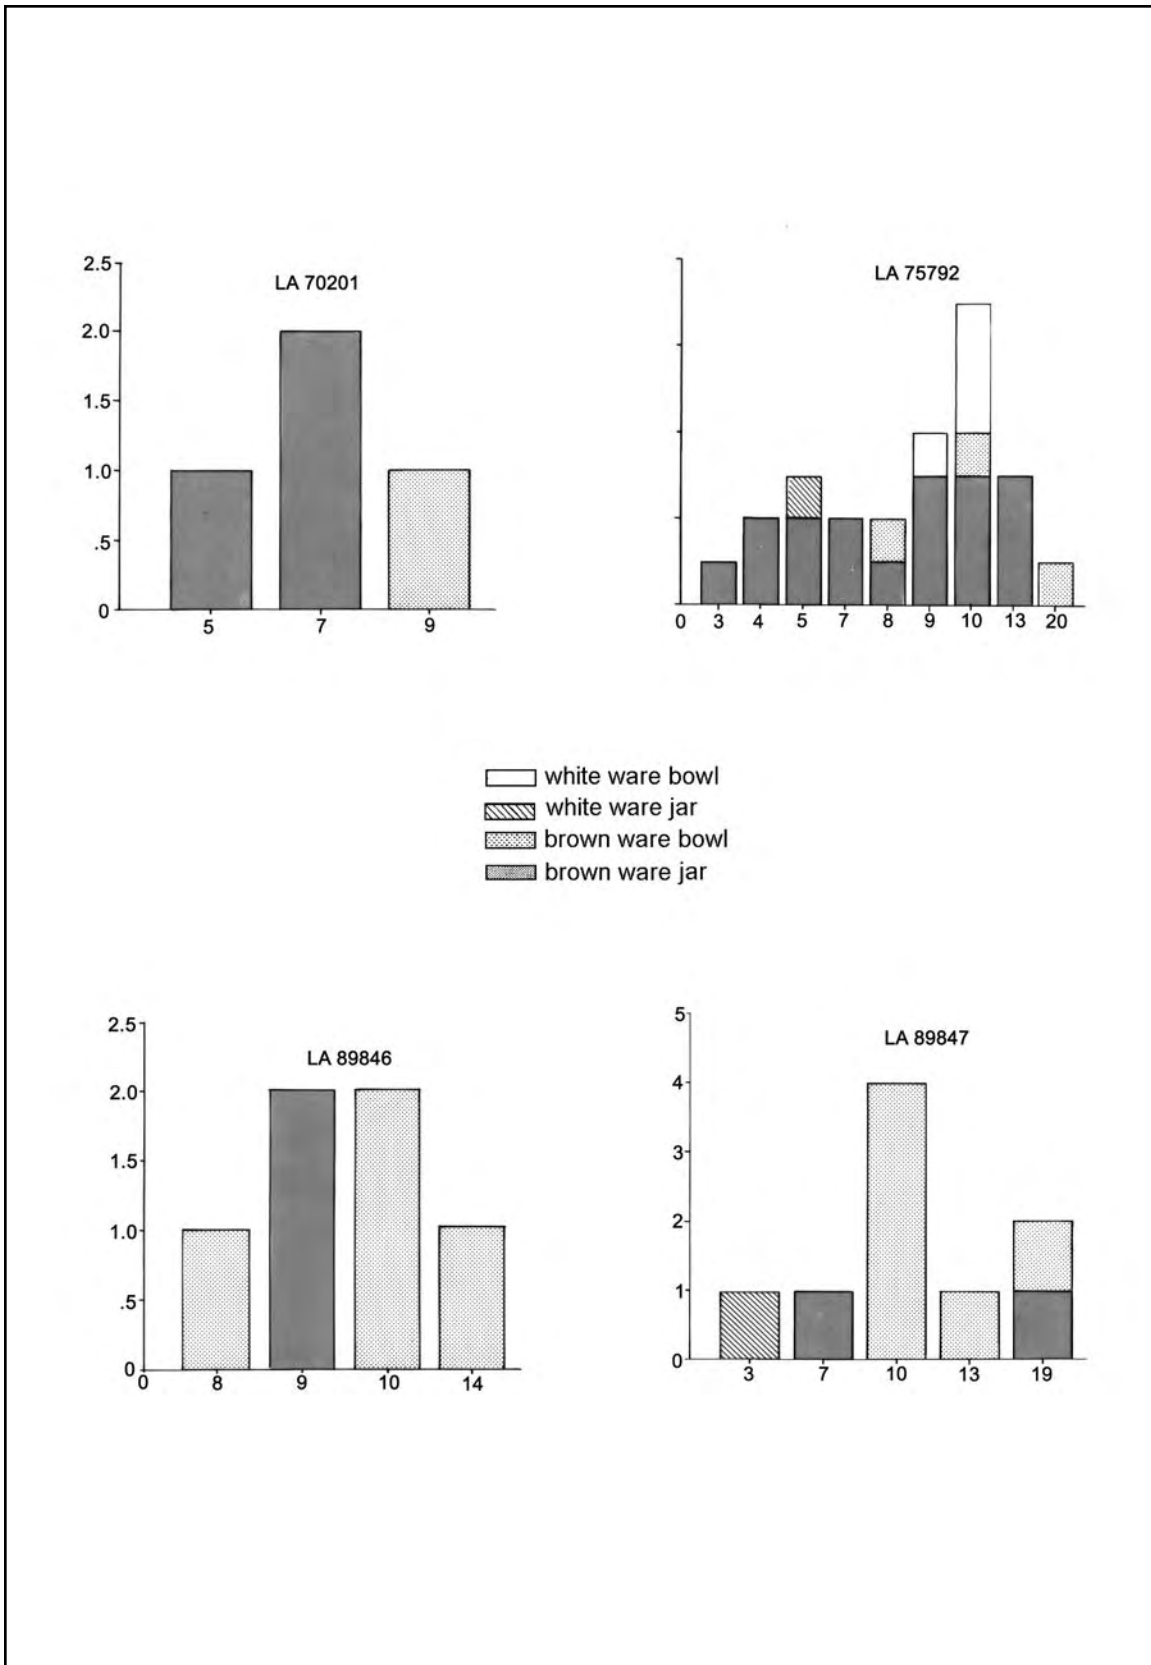 LA 70201
2.5
2.0
1.5
1.0
.5
0
5 7 9
LA 75792
0 3 4 5 7 8 9 10 13 20
white ware bowl
white ware jar
brown ware bowl
brown ware jar
LA 89846
2.5
2.0
1.5
1.0
.5
0
0 8 9 10 14
LA 89847
5
4
3
2
1
0
3 7 10 13 19